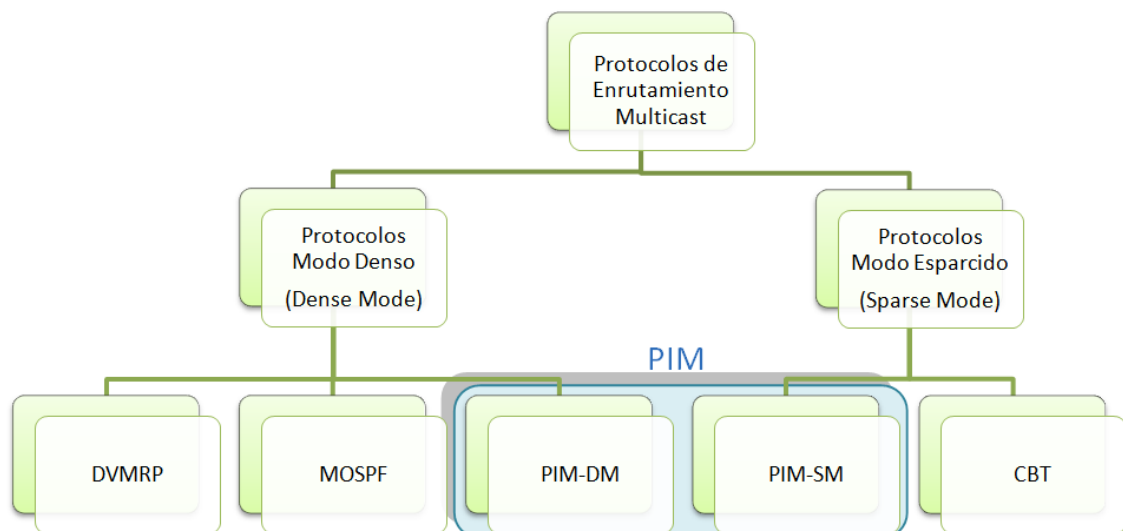 Protocolos de
Enrutamiento
Multicast
Protocolos
Modo Denso
(Dense Mode)
Protocolos
Modo Esparcido
(Sparse Mode)
PIM
DVMRP
MOSPF
PIM-DM
PIM-SM
CBT